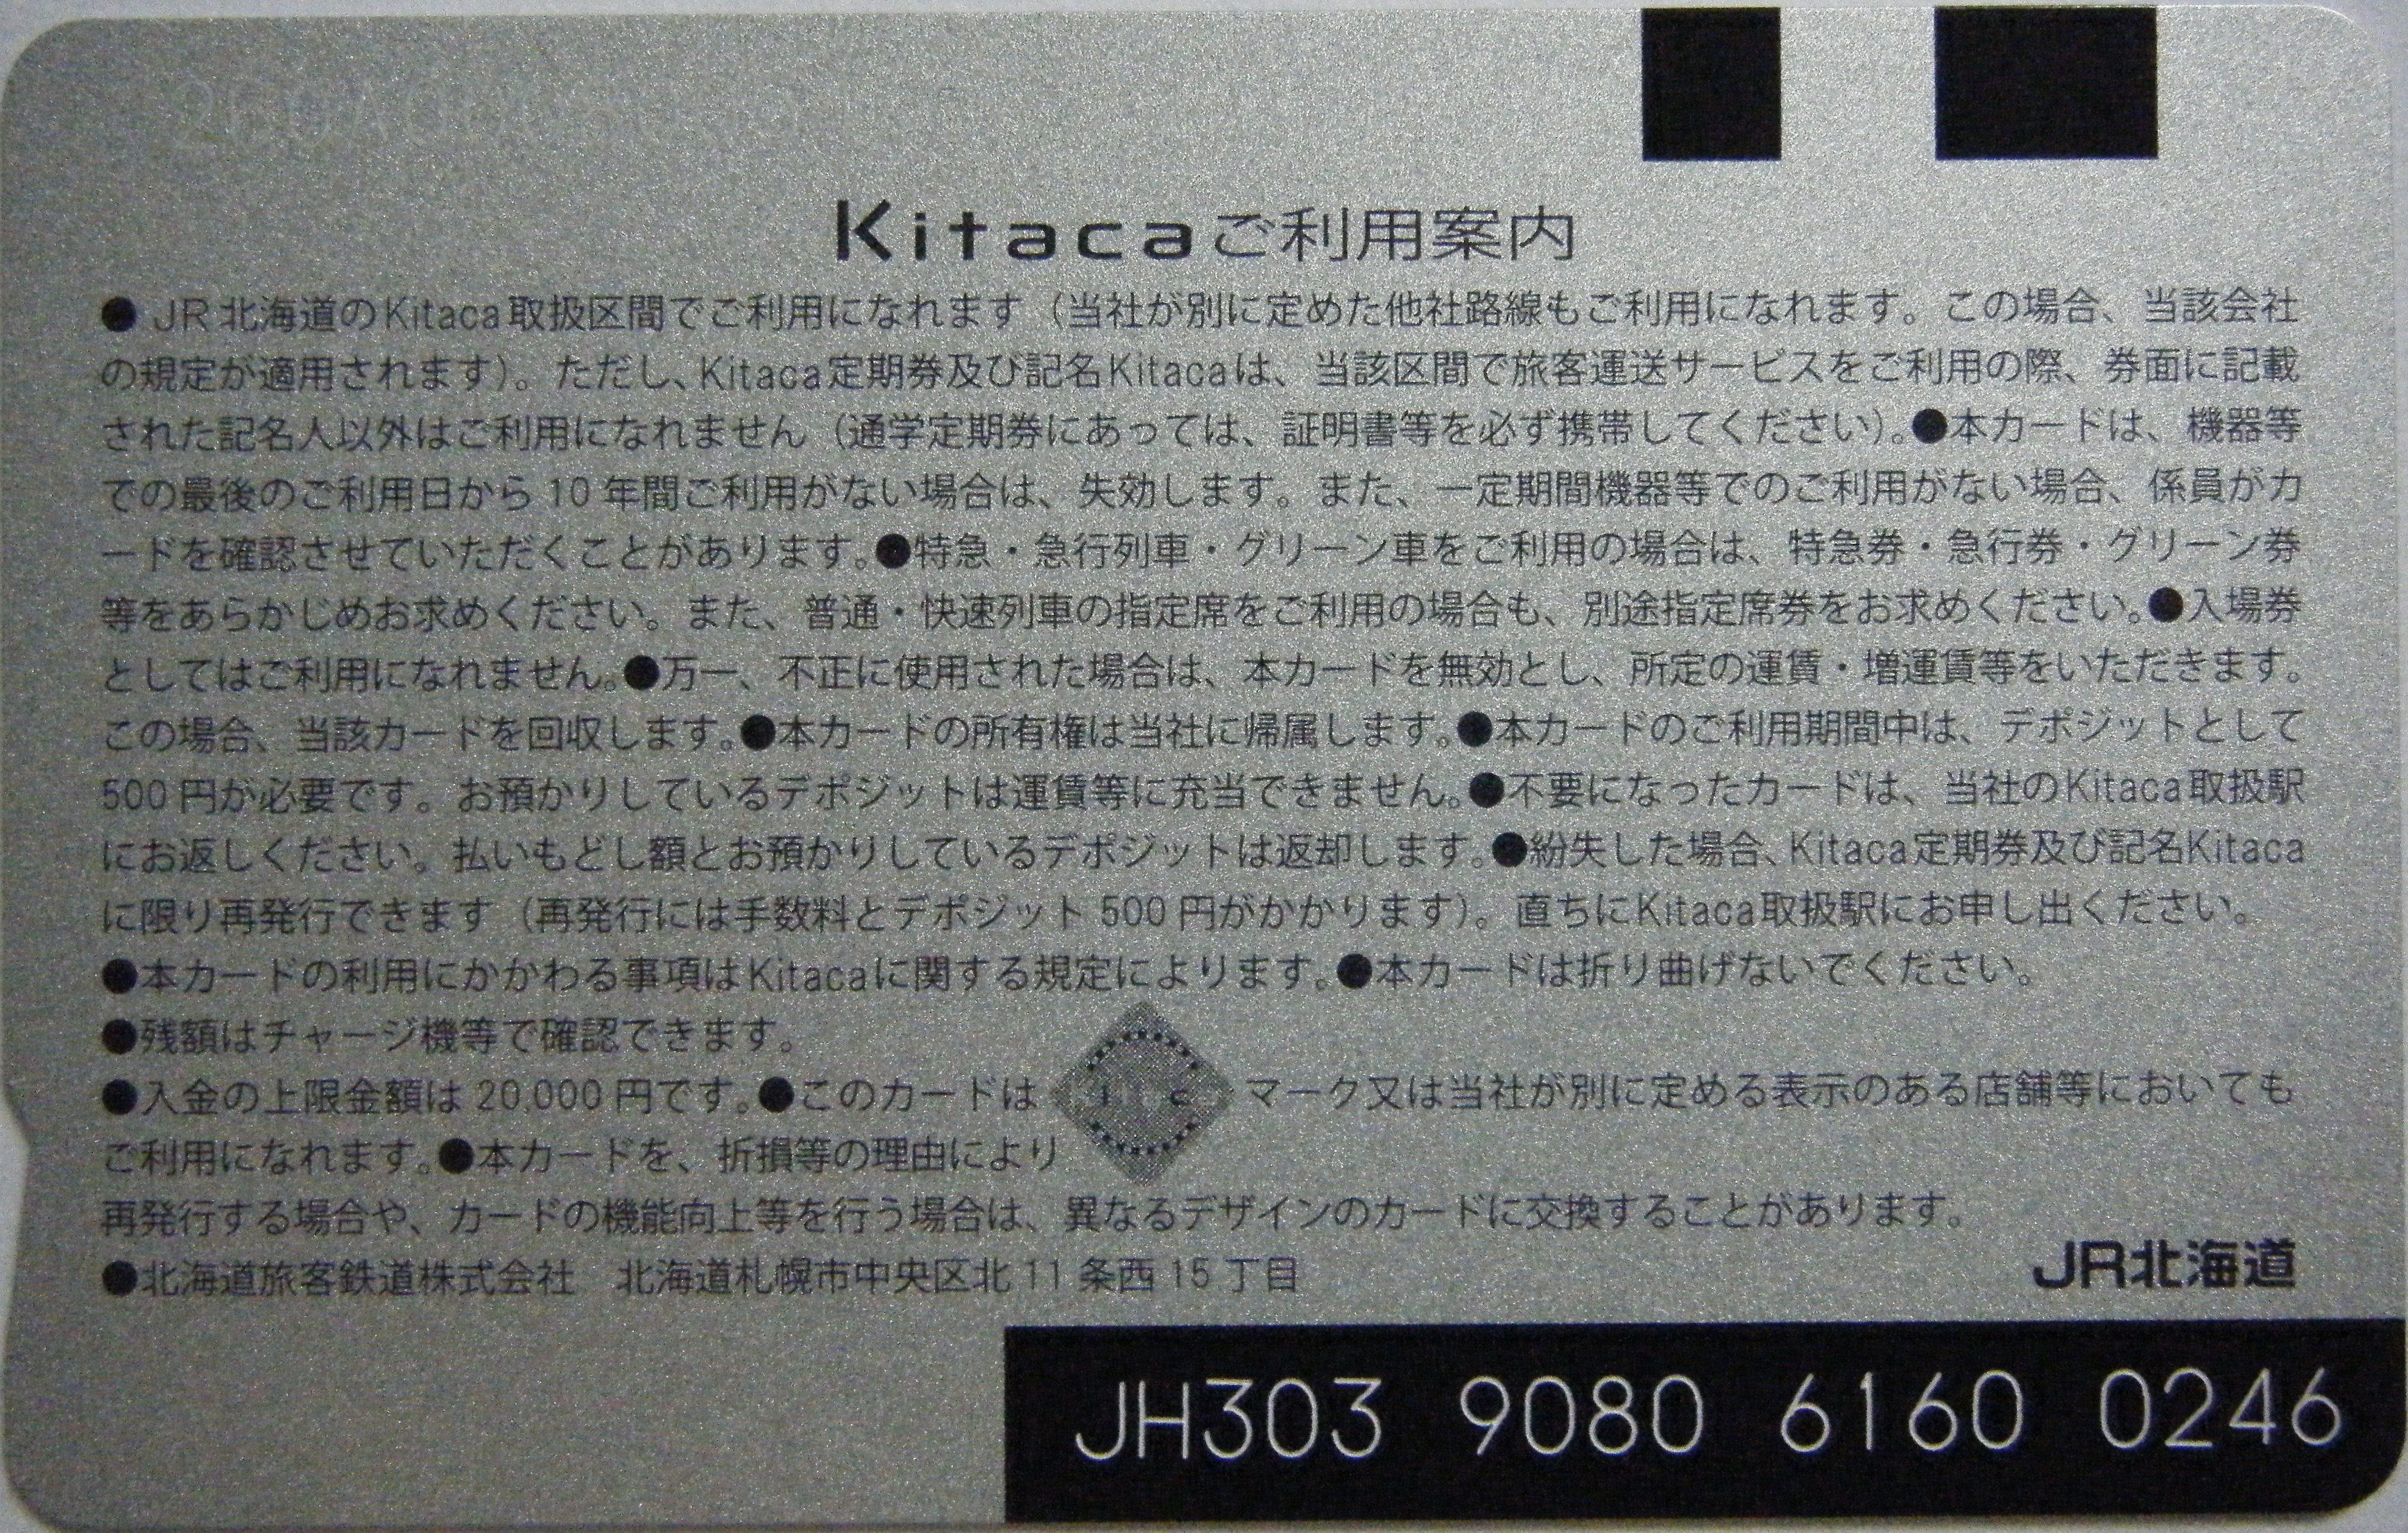 Kitacaご利用案内
● JR北海道のKitaca取扱区間でご利用になれます（当社が別に定めた他社路線もご利用になれます。この場合、当該会社
の規定が適用されます）。ただし、Kitaca定期券及び記名Kitacaは、当該区間で旅客運送サービスをご利用の際、券面に記載
された記名人以外はご利用になれません（通学定期券にあっては、証明書等を必ず携帯してください）。●本カードは、機器等
での最後のご利用日から 10 年間ご利用がない場合は、失効します。また、一定期間機器等でのご利用がない場合、係員がカ
ードを確認させていただくことがあります。●特急・急行列車・グリーン車をご利用の場合は、特急券・急行券・グリーン券
等をあらかじめお求めください。また、普通・快速列車の指定席をご利用の場合も、別途指定席券をお求めください。●入場券
としてはご利用になれません。●万一、不正に使用された場合は、本カードを無効とし、所定の運賃・増運賃等をいただきます。
この場合、当該カードを回収します。●本カードの所有権は当社に帰属します。●本カードのご利用期間中は、デポジットとして
500 円が必要です。お預かりしているデポジットは運賃等に充当できません。●不要になったカードは、当社のKitaca取扱駅
にお返しください。払いもどし額とお預かりしているデポジットは返却します。●紛失した場合、Kitaca定期券及び記名Kitaca
に限り再発行できます（再発行には手数料とデポジット 500 円がかかります）。直ちにKitaca取扱駅にお申し出ください。
●本カードの利用にかかわる事項はKitacaに関する規定によります。●本カードは折り曲げないでください。
●残額はチャージ機等で確認できます。
●入金の上限金額は 20,000 円です。●このカードは IC マーク又は当社が別に定める表示のある店舗等においても
ご利用になれます。●本カードを、折損等の理由により
再発行する場合や、カードの機能向上等を行う場合は、異なるデザインのカードに交換することがあります。
●北海道旅客鉄道株式会社　北海道札幌市中央区北 11 条西 15 丁目
JR北海道
JH303 9080 6160 0246